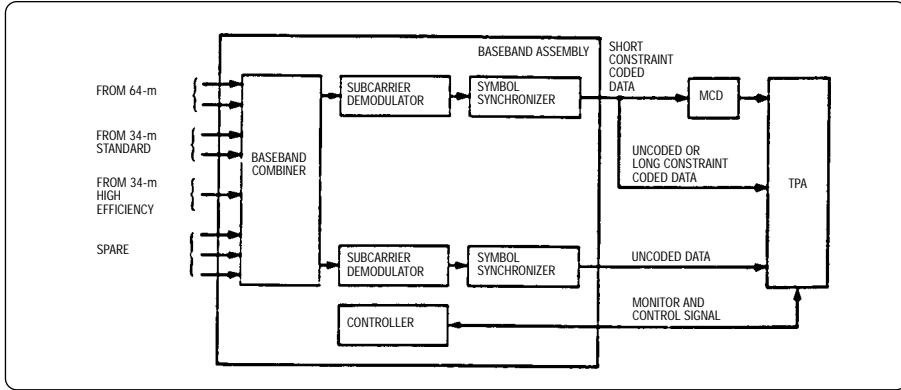 BASEBAND ASSEMBLY
SHORT
CONSTRAINT
CODED
DATA
FROM 64-m
SUBCARRIER
DEMODULATOR
SYMBOL
SYNCHRONIZER
MCD
FROM 34-m
STANDARD
BASEBAND
COMBINER
UNCODED OR
LONG CONSTRAINT
CODED DATA
TPA
FROM 34-m
HIGH
EFFICIENCY
SPARE
SUBCARRIER
DEMODULATOR
SYMBOL
SYNCHRONIZER
UNCODED DATA
CONTROLLER
MONITOR AND
CONTROL SIGNAL